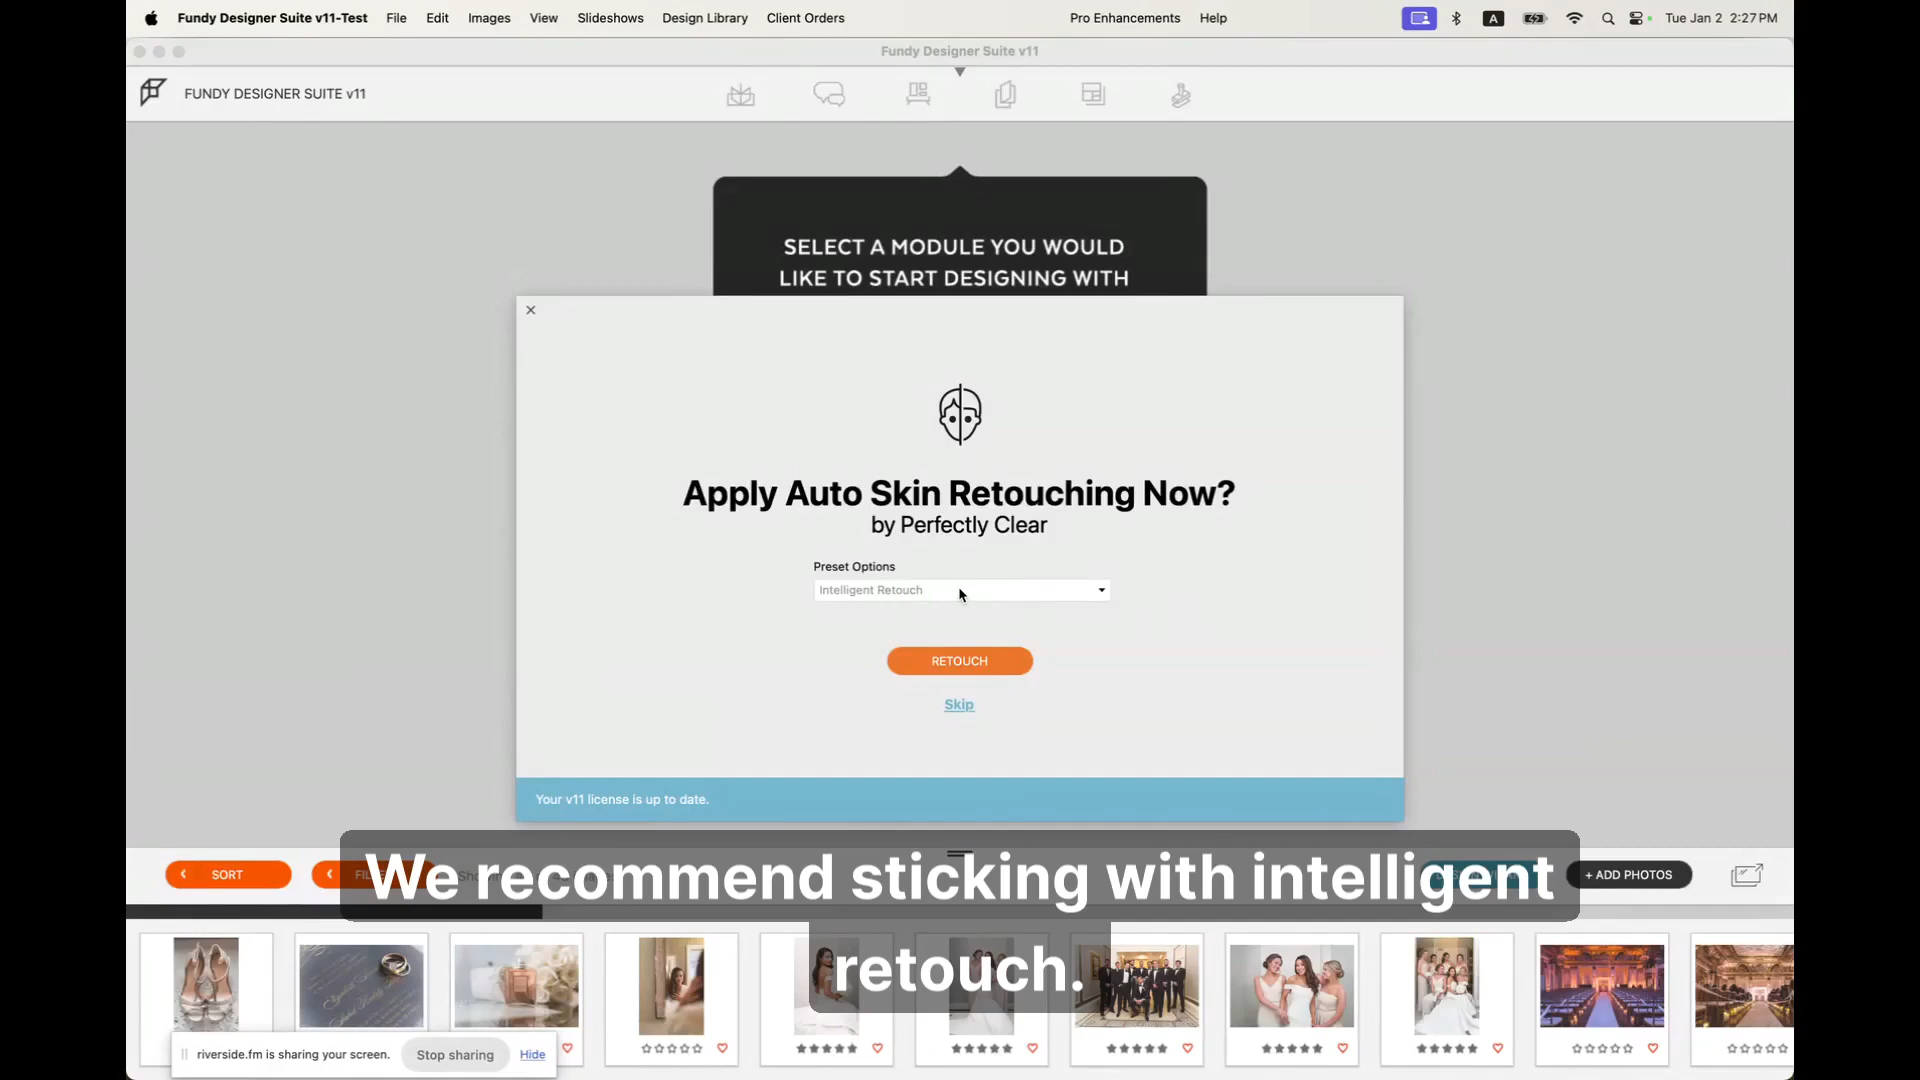 Fundy Designer Suite v11-Test File Edit Images View Slideshows Design Library Client Orders Pro Enhancements Help A Tue Jan 2 2:27 PM
Fundy Designer Suite v11
FUNDY DESIGNER SUITE v11
SELECT A MODULE YOU WOULD
LIKE TO START DESIGNING WITH
Apply Auto Skin Retouching Now?
by Perfectly Clear
Preset Options
Intelligent Retouch
RETOUCH
Skip
Your v11 license is up to date.
SORT
+ ADD PHOTOS
We recommend sticking with intelligent
retouch.
riverside.fm is sharing your screen. Stop sharing Hide